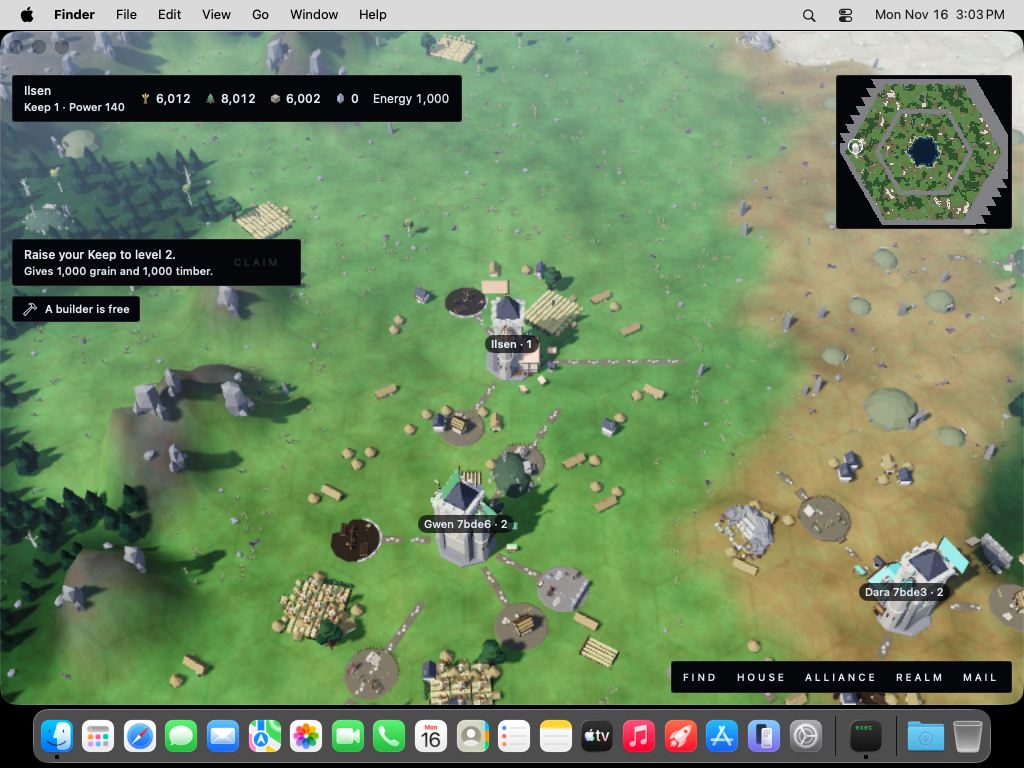 Finder File Edit View Go Window Help Mon Nov 16 3:03 PM
Ilsen
Keep 1 · Power 140
6,012 8,012 6,002 0 Energy 1,000
Raise your Keep to level 2.
Gives 1,000 grain and 1,000 timber.
CLAIM
A builder is free
Ilsen · 1
Gwen 7bde6 · 2
Dara 7bde3 · 2
FIND HOUSE ALLIANCE REALM MAIL
Mon
16
tv
exec